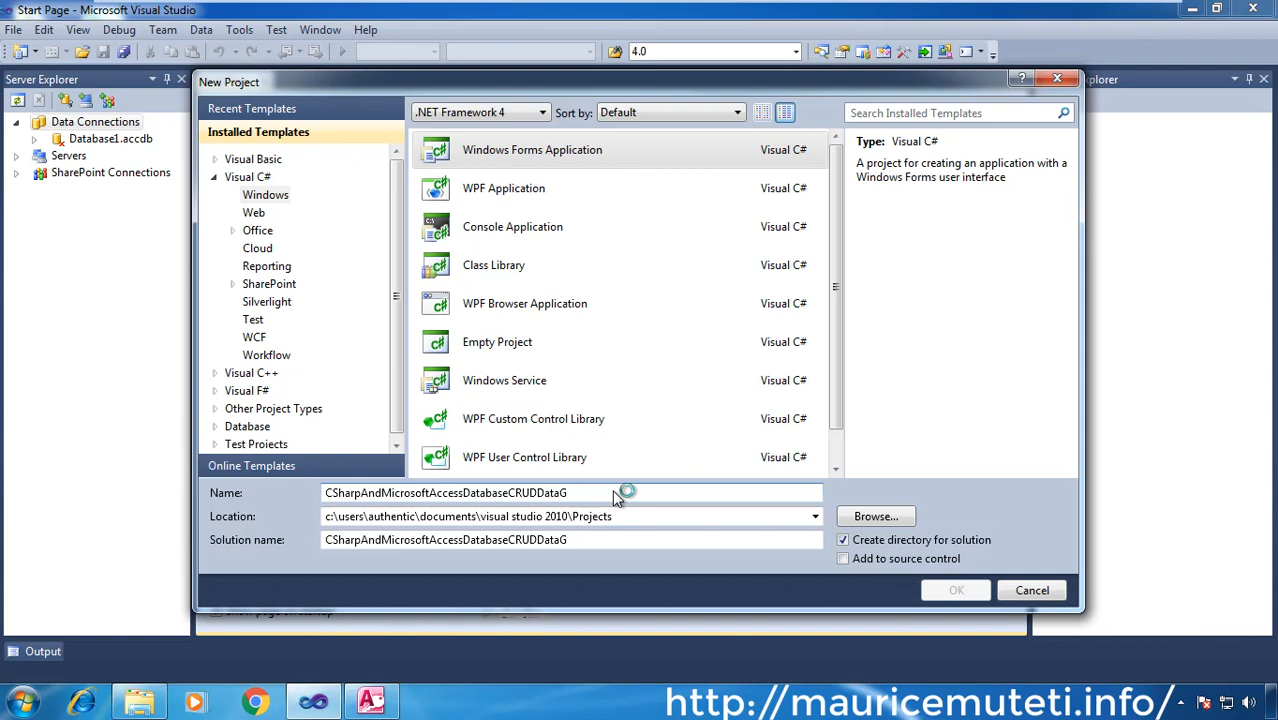 Start Page - Microsoft Visual Studio
File Edit View Debug Team Data Tools Test Window Help
4.0
Server Explorer
Data Connections
Database1.accdb
Servers
SharePoint Connections
xplorer
New Project
Recent Templates
Installed Templates
Visual Basic
Visual C#
Windows
Web
Office
Cloud
Reporting
SharePoint
Silverlight
Test
WCF
Workflow
Visual C++
Visual F#
Other Project Types
Database
Test Projects
Online Templates
.NET Framework 4 Sort by: Default
Search Installed Templates
Windows Forms Application Visual C#
WPF Application Visual C#
Console Application Visual C#
Class Library Visual C#
WPF Browser Application Visual C#
Empty Project Visual C#
Windows Service Visual C#
WPF Custom Control Library Visual C#
WPF User Control Library Visual C#
Type: Visual C#
A project for creating an application with a
Windows Forms user interface
Name: CSharpAndMicrosoftAccessDatabaseCRUDDataG
Location: c:\users\authentic\documents\visual studio 2010\Projects Browse...
Solution name: CSharpAndMicrosoftAccessDatabaseCRUDDataG
Create directory for solution
Add to source control
OK Cancel
Output
http://mauricemuteti.info/